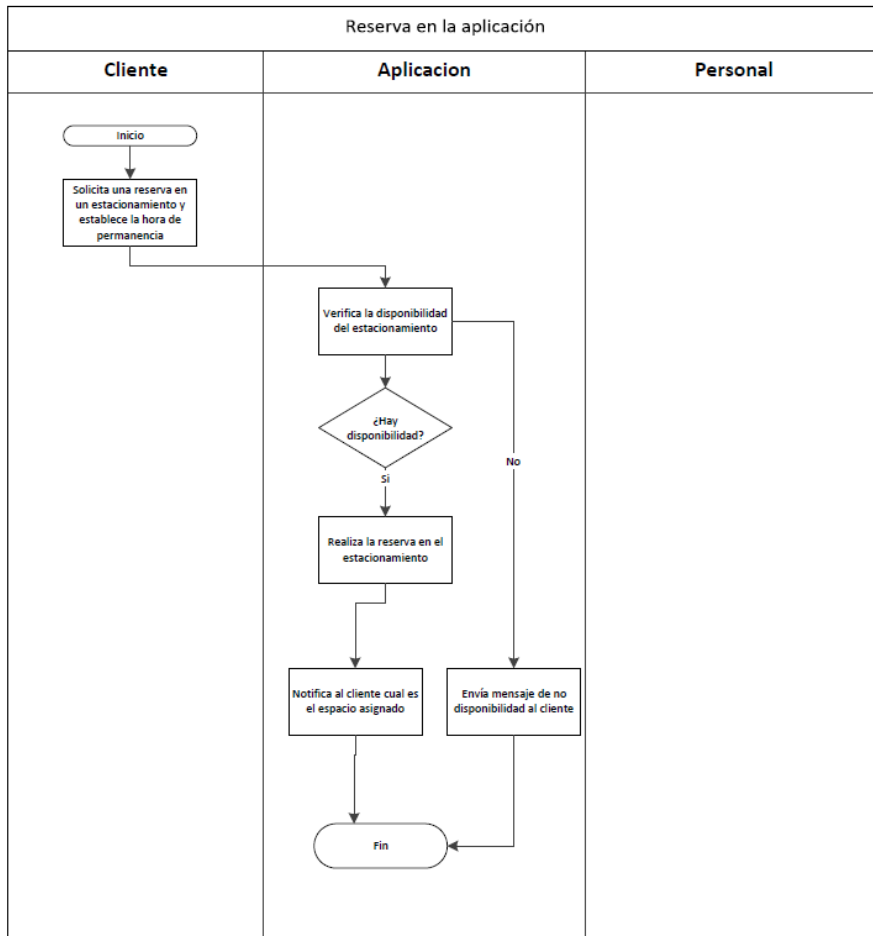 Reserva en la aplicación
Cliente
Aplicacion
Personal
Inicio
Solicita una reserva en
un estacionamiento y
establece la hora de
permanencia
Verifica la disponibilidad
del estacionamiento
¿Hay
disponibilidad?
No
Si
Realiza la reserva en el
estacionamiento
Notifica al cliente cual es
el espacio asignado
Envía mensaje de no
disponibilidad al cliente
Fin